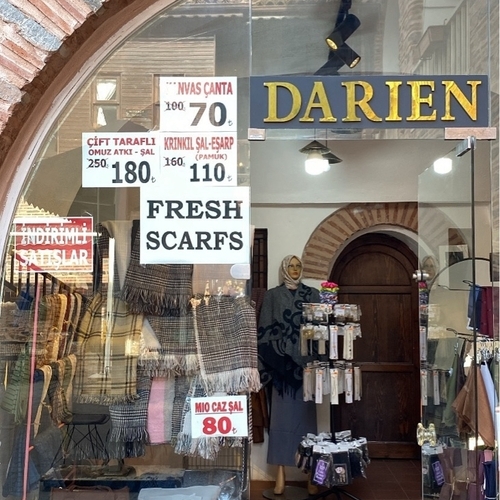 KANVAS ÇANTA
100 70₺
ÇİFT TARAFLI
OMUZ ATKI - ŞAL
250 180₺
KRINKIL ŞAL-EŞARP
(PAMUK)
160 110₺
FRESH
SCARFS
DARIEN
İNDİRİMLİ
SATIŞLAR
MIO CAZ ŞAL
80₺